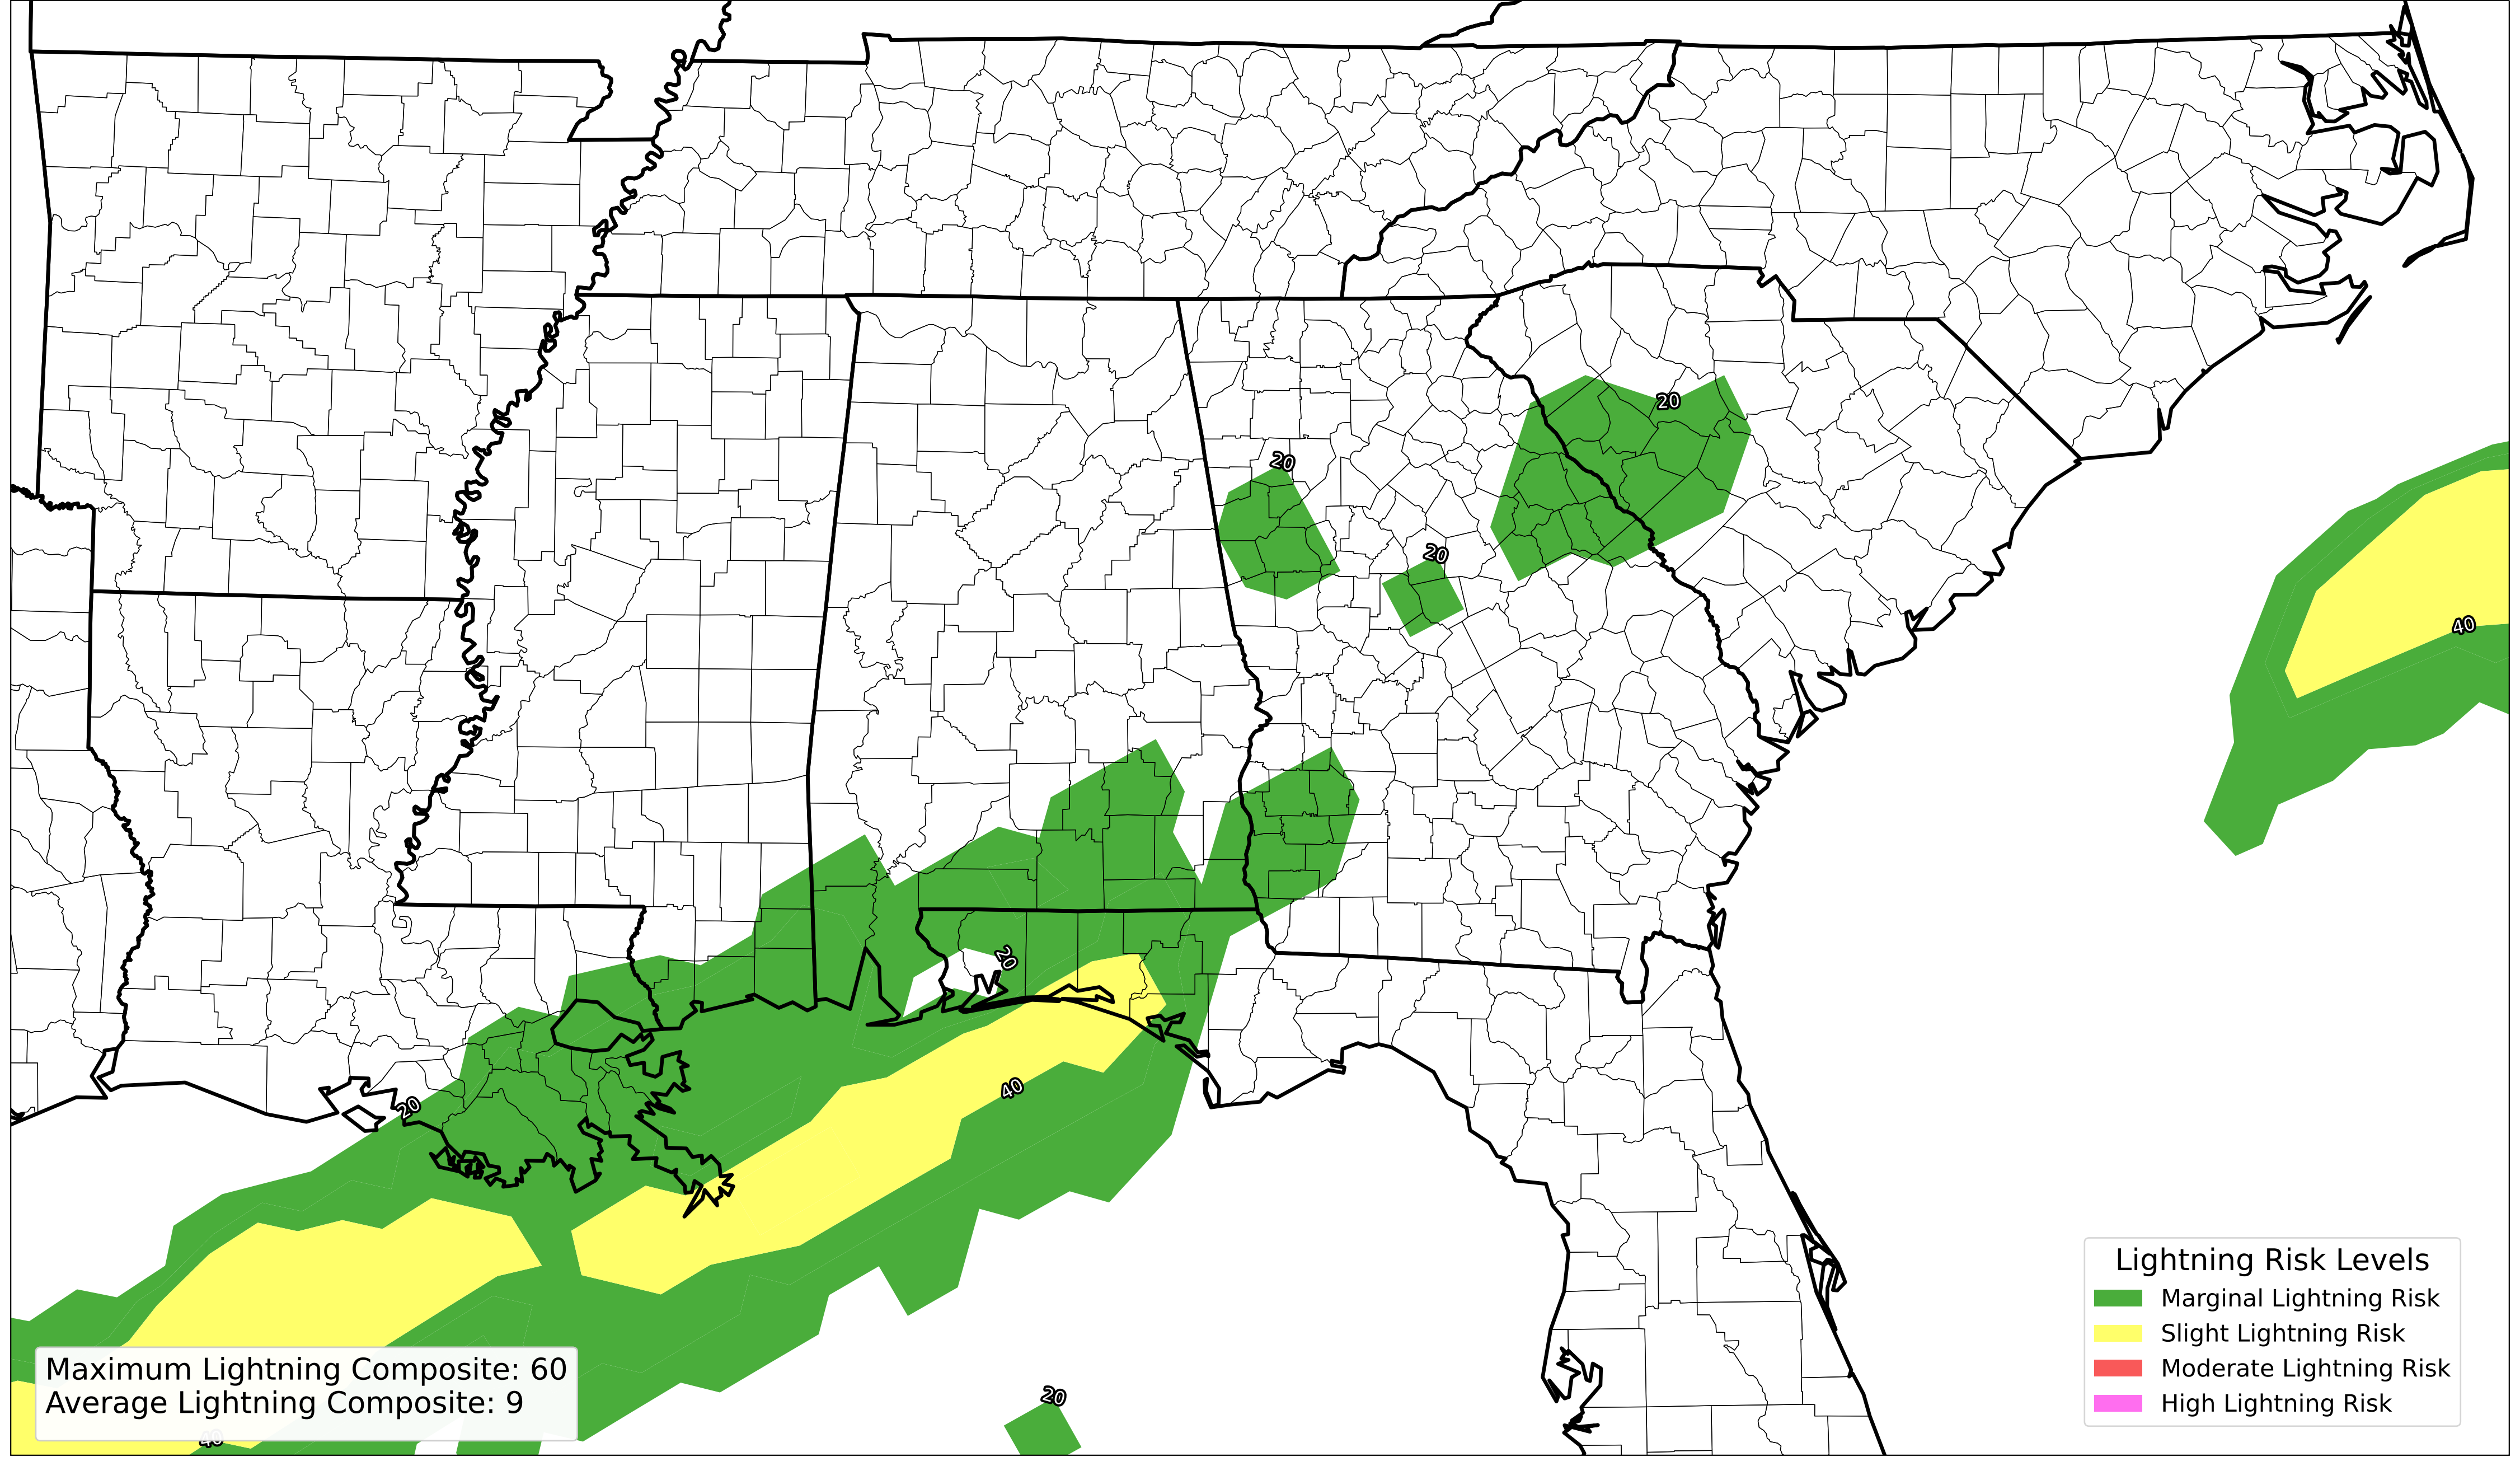 20
20
20
40
20
40
20
Lightning Risk Levels
Marginal Lightning Risk
Slight Lightning Risk
Moderate Lightning Risk
High Lightning Risk
Maximum Lightning Composite: 60
Average Lightning Composite: 9
20
40